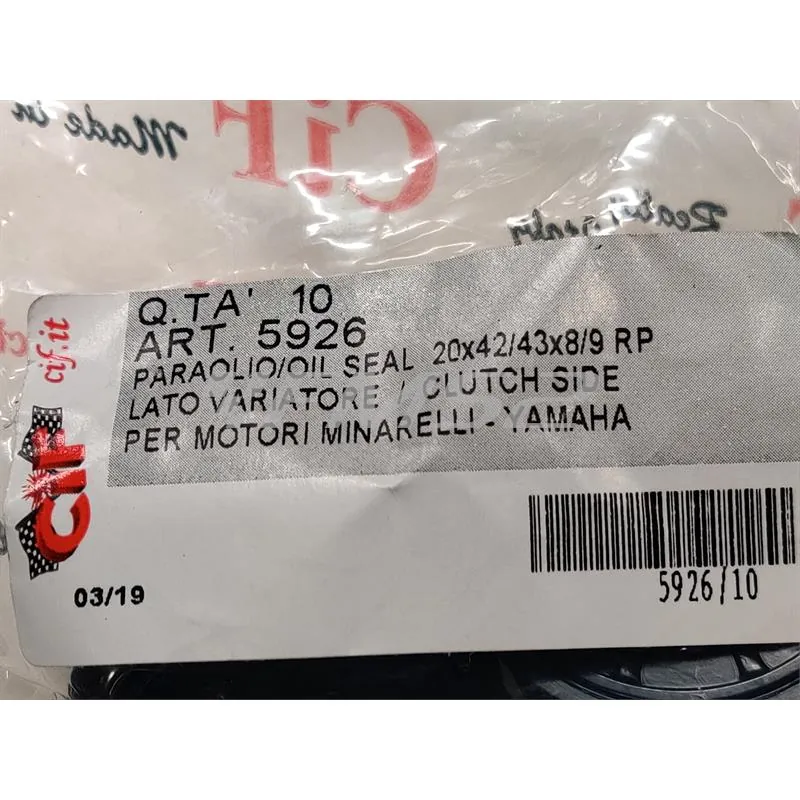 Made in
CiF
Q.TA' 10
ART. 5926
PARAOLIO/OIL SEAL 20x42/43x8/9 RP
LATO VARIATORE / CLUTCH SIDE
PER MOTORI MINARELLI - YAMAHA
cif.it
CiF
03/19
5926/10